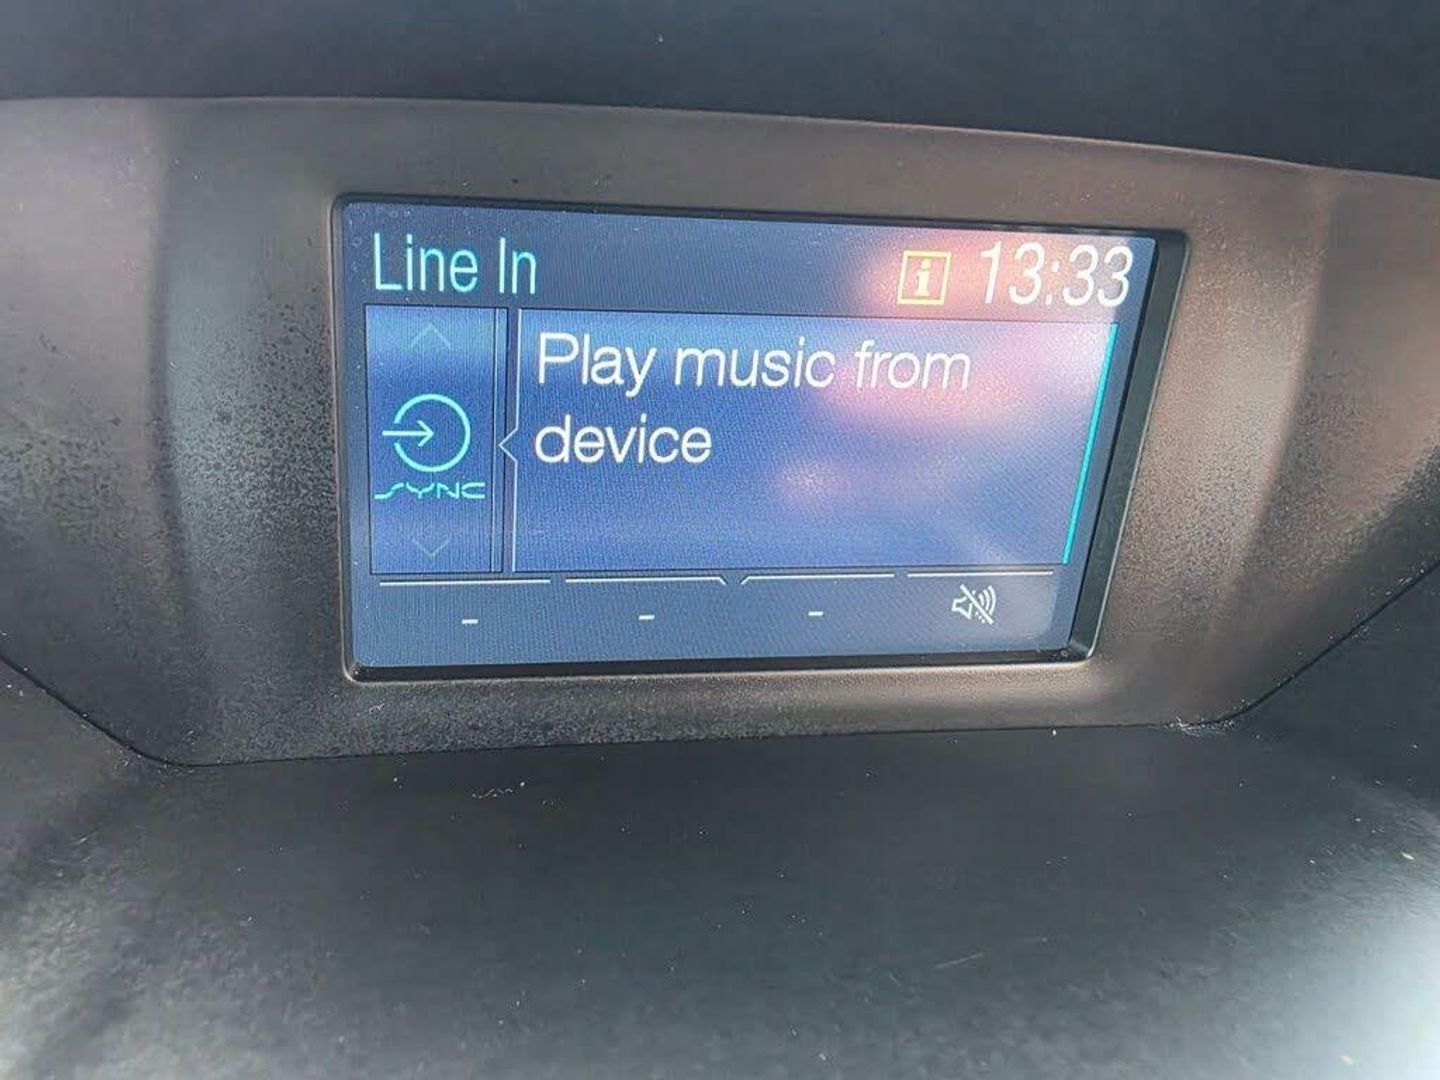 Line In i 13:33
Play music from
device
SYNC